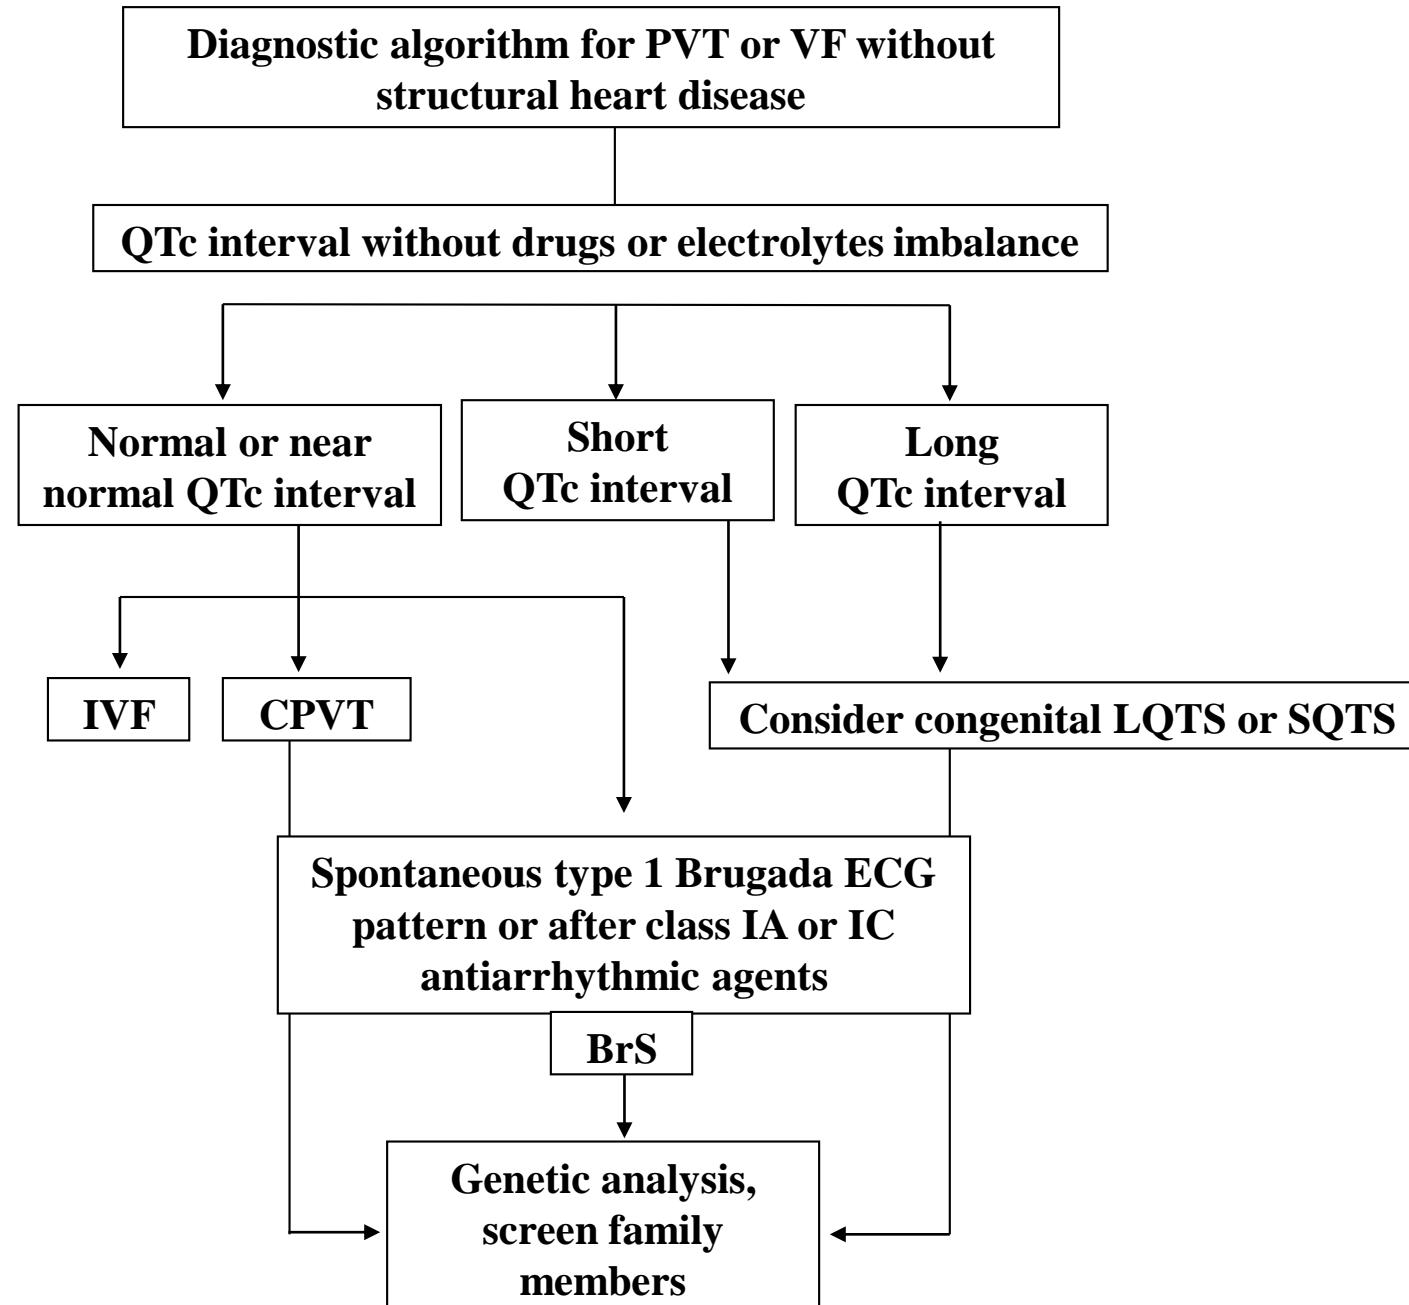 Diagnostic algorithm for PVT or VF without
structural heart disease
QTc interval without drugs or electrolytes imbalance
Normal or near
normal QTc interval
Short
QTc interval
Long
QTc interval
IVF
CPVT
Consider congenital LQTS or SQTS
Spontaneous type 1 Brugada ECG
pattern or after class IA or IC
antiarrhythmic agents
BrS
Genetic analysis,
screen family
members